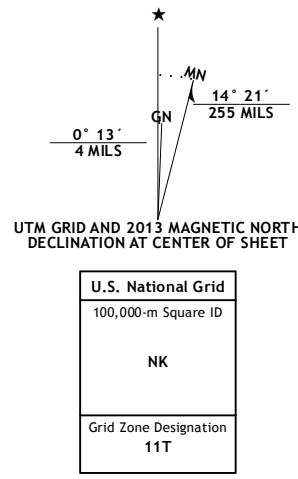 ★
MN
GN
14° 21´
255 MILS
0° 13´
4 MILS
UTM GRID AND 2013 MAGNETIC NORTH
DECLINATION AT CENTER OF SHEET
U.S. National Grid
100,000-m Square ID
NK
Grid Zone Designation
11T